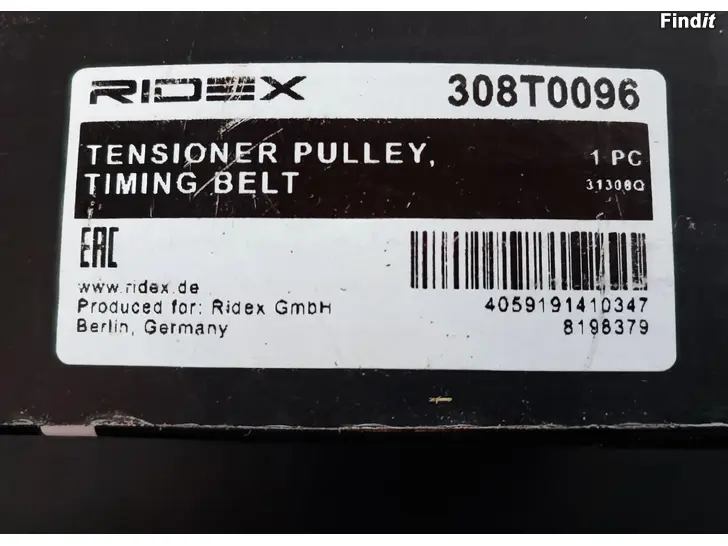 Findit
RIDEX 308T0096
TENSIONER PULLEY, 1 PC
TIMING BELT 31308Q
EAC
www.ridex.de
Produced for: Ridex GmbH 4059191410347
Berlin, Germany 8198379